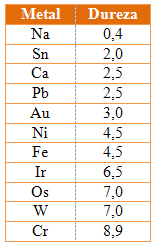 Metal Dureza
Na 0,4
Sn 2,0
Ca 2,5
Pb 2,5
Au 3,0
Ni 4,5
Fe 4,5
Ir 6,5
Os 7,0
W 7,0
Cr 8,9